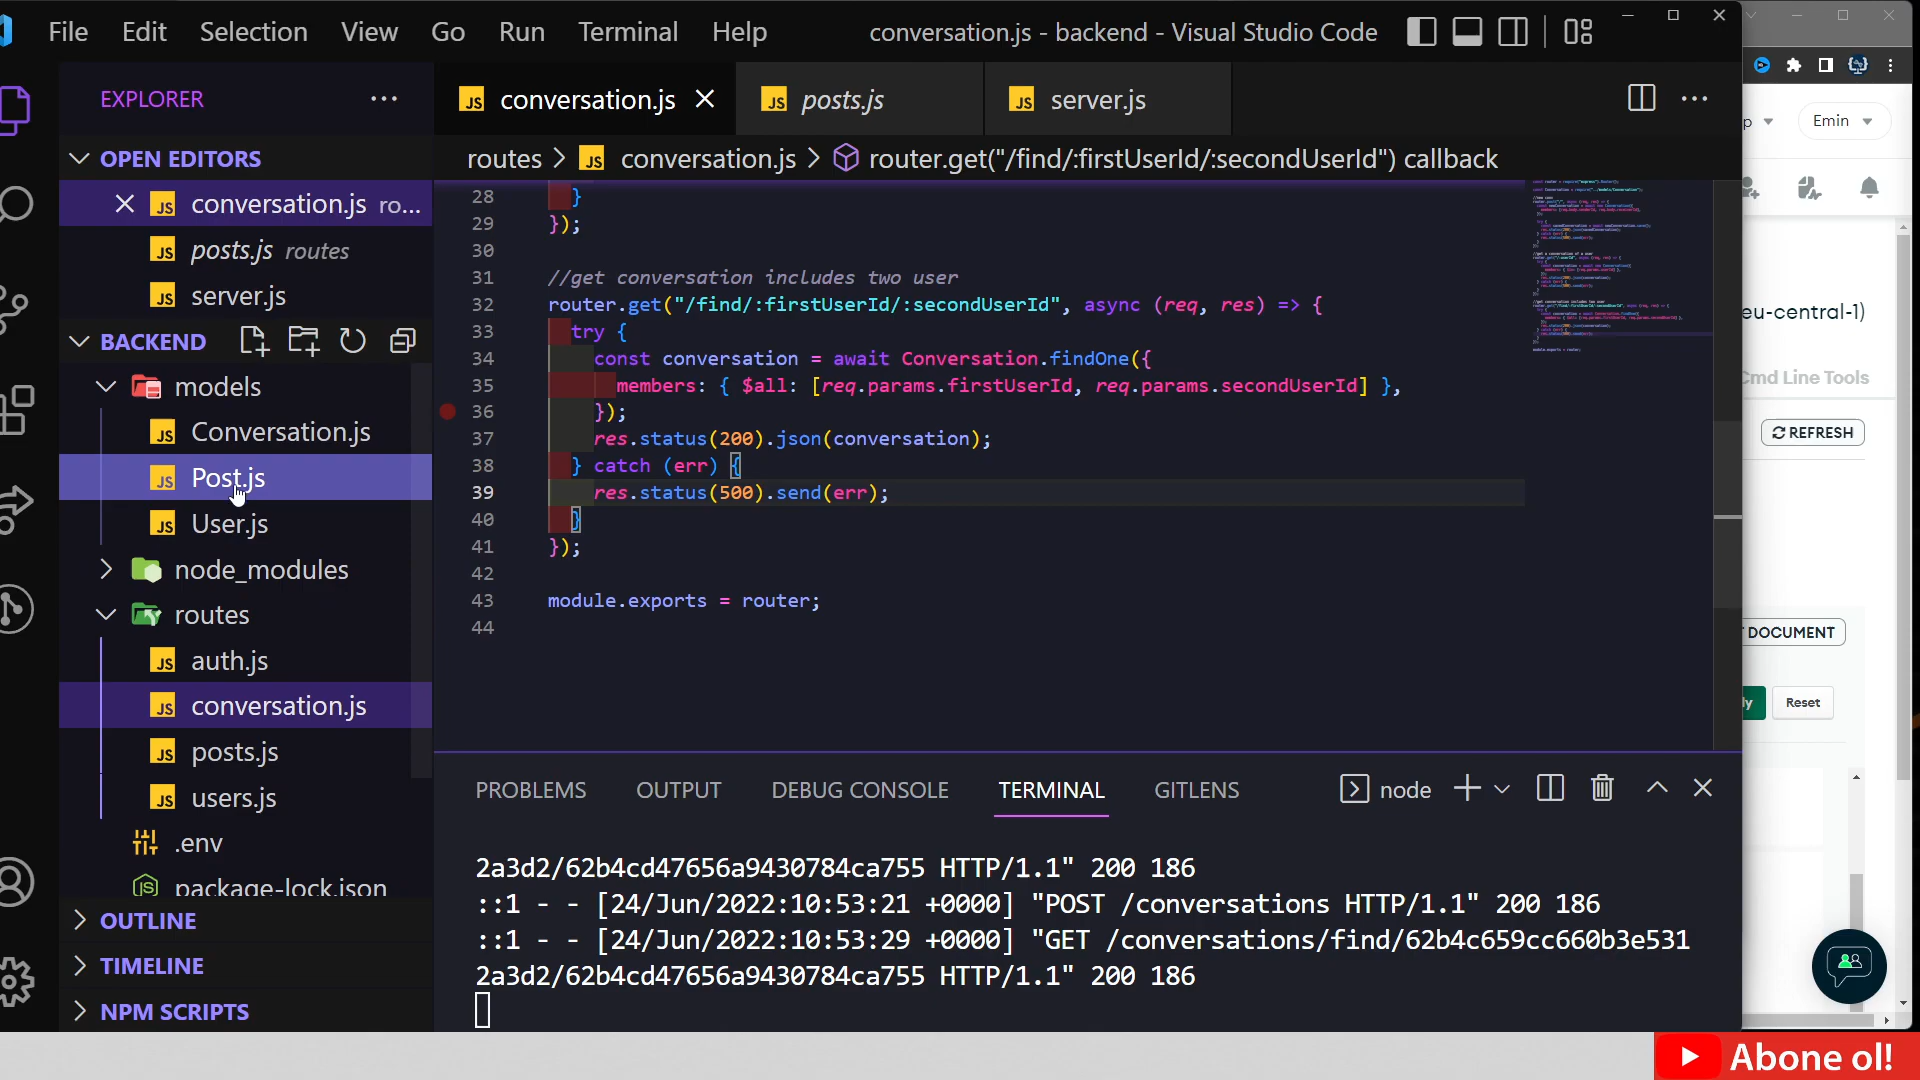 File Edit Selection View Go Run Terminal Help
conversation.js - backend - Visual Studio Code
EXPLORER
OPEN EDITORS
conversation.js ro...
posts.js routes
server.js
BACKEND
models
Conversation.js
Post.js
User.js
node_modules
routes
auth.js
conversation.js
posts.js
users.js
.env
package-lock.json
OUTLINE
TIMELINE
NPM SCRIPTS
conversation.js
posts.js
server.js
routes > conversation.js > router.get("/find/:firstUserId/:secondUserId") callback
28 }
29 });
30
31 //get conversation includes two user
32 router.get("/find/:firstUserId/:secondUserId", async (req, res) => {
33 try {
34 const conversation = await Conversation.findOne({
35 members: { $all: [req.params.firstUserId, req.params.secondUserId] },
36 });
37 res.status(200).json(conversation);
38 } catch (err) {
39 res.status(500).send(err);
40 }
41 });
42
43 module.exports = router;
44
PROBLEMS OUTPUT DEBUG CONSOLE TERMINAL GITLENS
node
2a3d2/62b4cd47656a9430784ca755 HTTP/1.1" 200 186
::1 - - [24/Jun/2022:10:53:21 +0000] "POST /conversations HTTP/1.1" 200 186
::1 - - [24/Jun/2022:10:53:29 +0000] "GET /conversations/find/62b4c659cc660b3e531
2a3d2/62b4cd47656a9430784ca755 HTTP/1.1" 200 186
Emin
eu-central-1)
Cmd Line Tools
REFRESH
DOCUMENT
Reset
Abone ol!